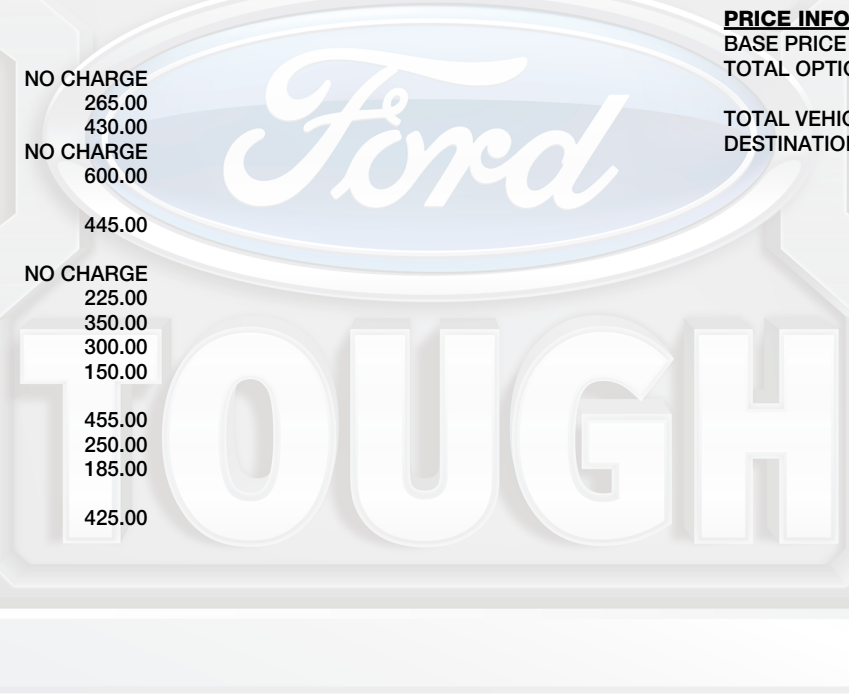 PRICE INFO
BASE PRICE
TOTAL OPTIO
TOTAL VEHIC
DESTINATION
NO CHARGE
265.00
430.00
NO CHARGE
600.00
445.00
NO CHARGE
225.00
350.00
300.00
150.00
455.00
250.00
185.00
425.00
Ford
TOUGH